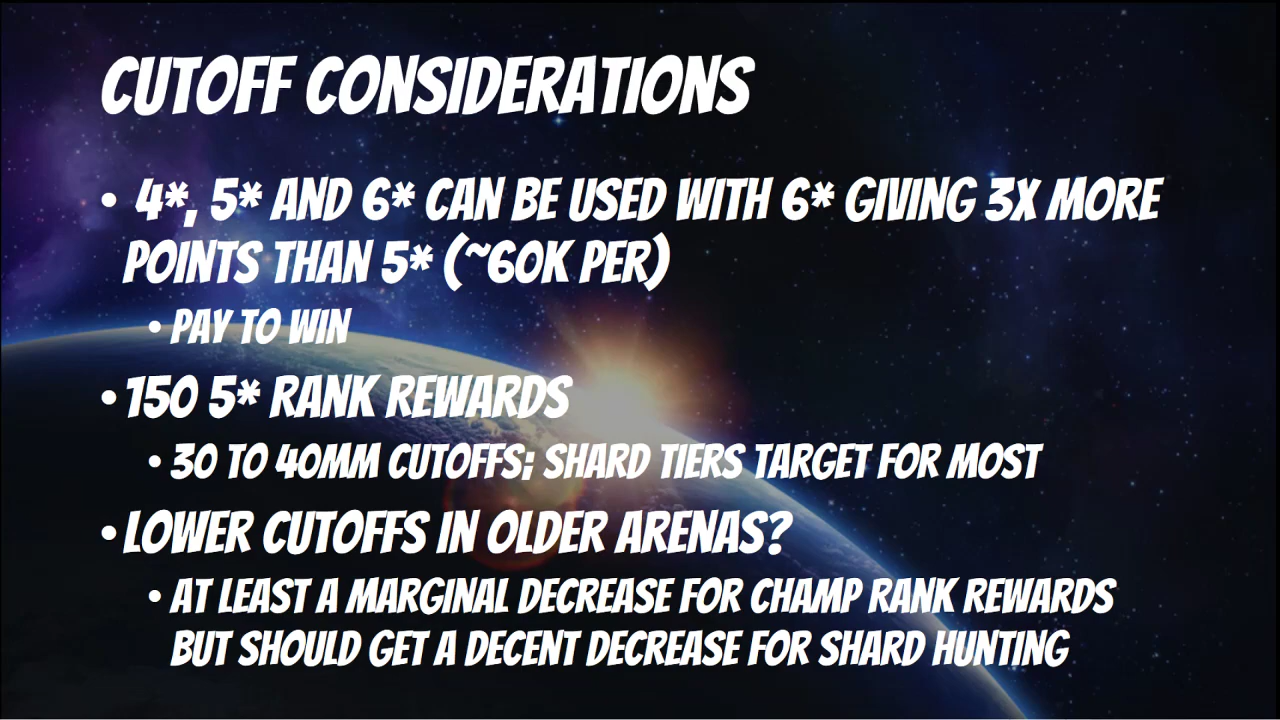 CUTOFF CONSIDERATIONS
• 4*, 5* AND 6* CAN BE USED WITH 6* GIVING 3X MORE
POINTS THAN 5* (~60K PER)
• PAY TO WIN
• 150 5* RANK REWARDS
• 30 TO 40MM CUTOFFS; SHARD TIERS TARGET FOR MOST
• LOWER CUTOFFS IN OLDER ARENAS?
• AT LEAST A MARGINAL DECREASE FOR CHAMP RANK REWARDS
BUT SHOULD GET A DECENT DECREASE FOR SHARD HUNTING